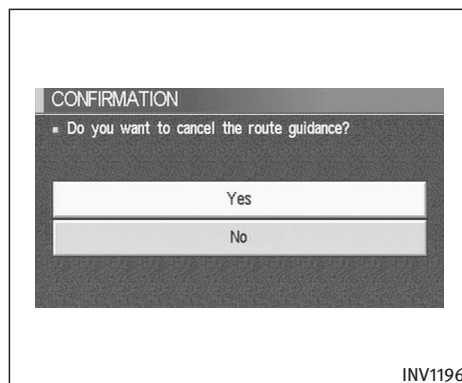 CONFIRMATION
▪ Do you want to cancel the route guidance?
Yes
No
INV1196